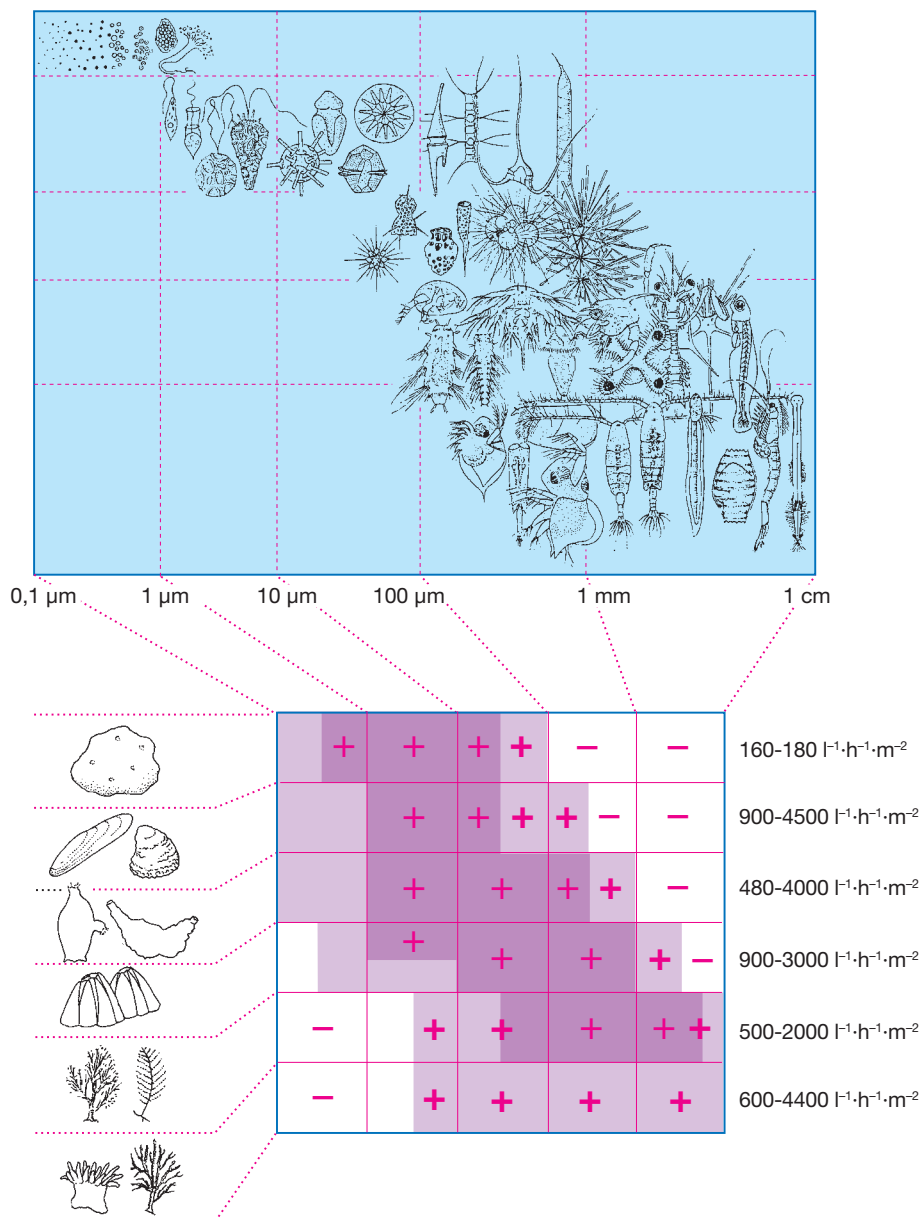 0,1 µm 1 µm 10 µm 100 µm 1 mm 1 cm
+ + + + − − 160-180 l⁻¹·h⁻¹·m⁻²
+ + + + − − 900-4500 l⁻¹·h⁻¹·m⁻²
+ + + + − 480-4000 l⁻¹·h⁻¹·m⁻²
+ + + + − 900-3000 l⁻¹·h⁻¹·m⁻²
− + + + + + 500-2000 l⁻¹·h⁻¹·m⁻²
− + + + + 600-4400 l⁻¹·h⁻¹·m⁻²